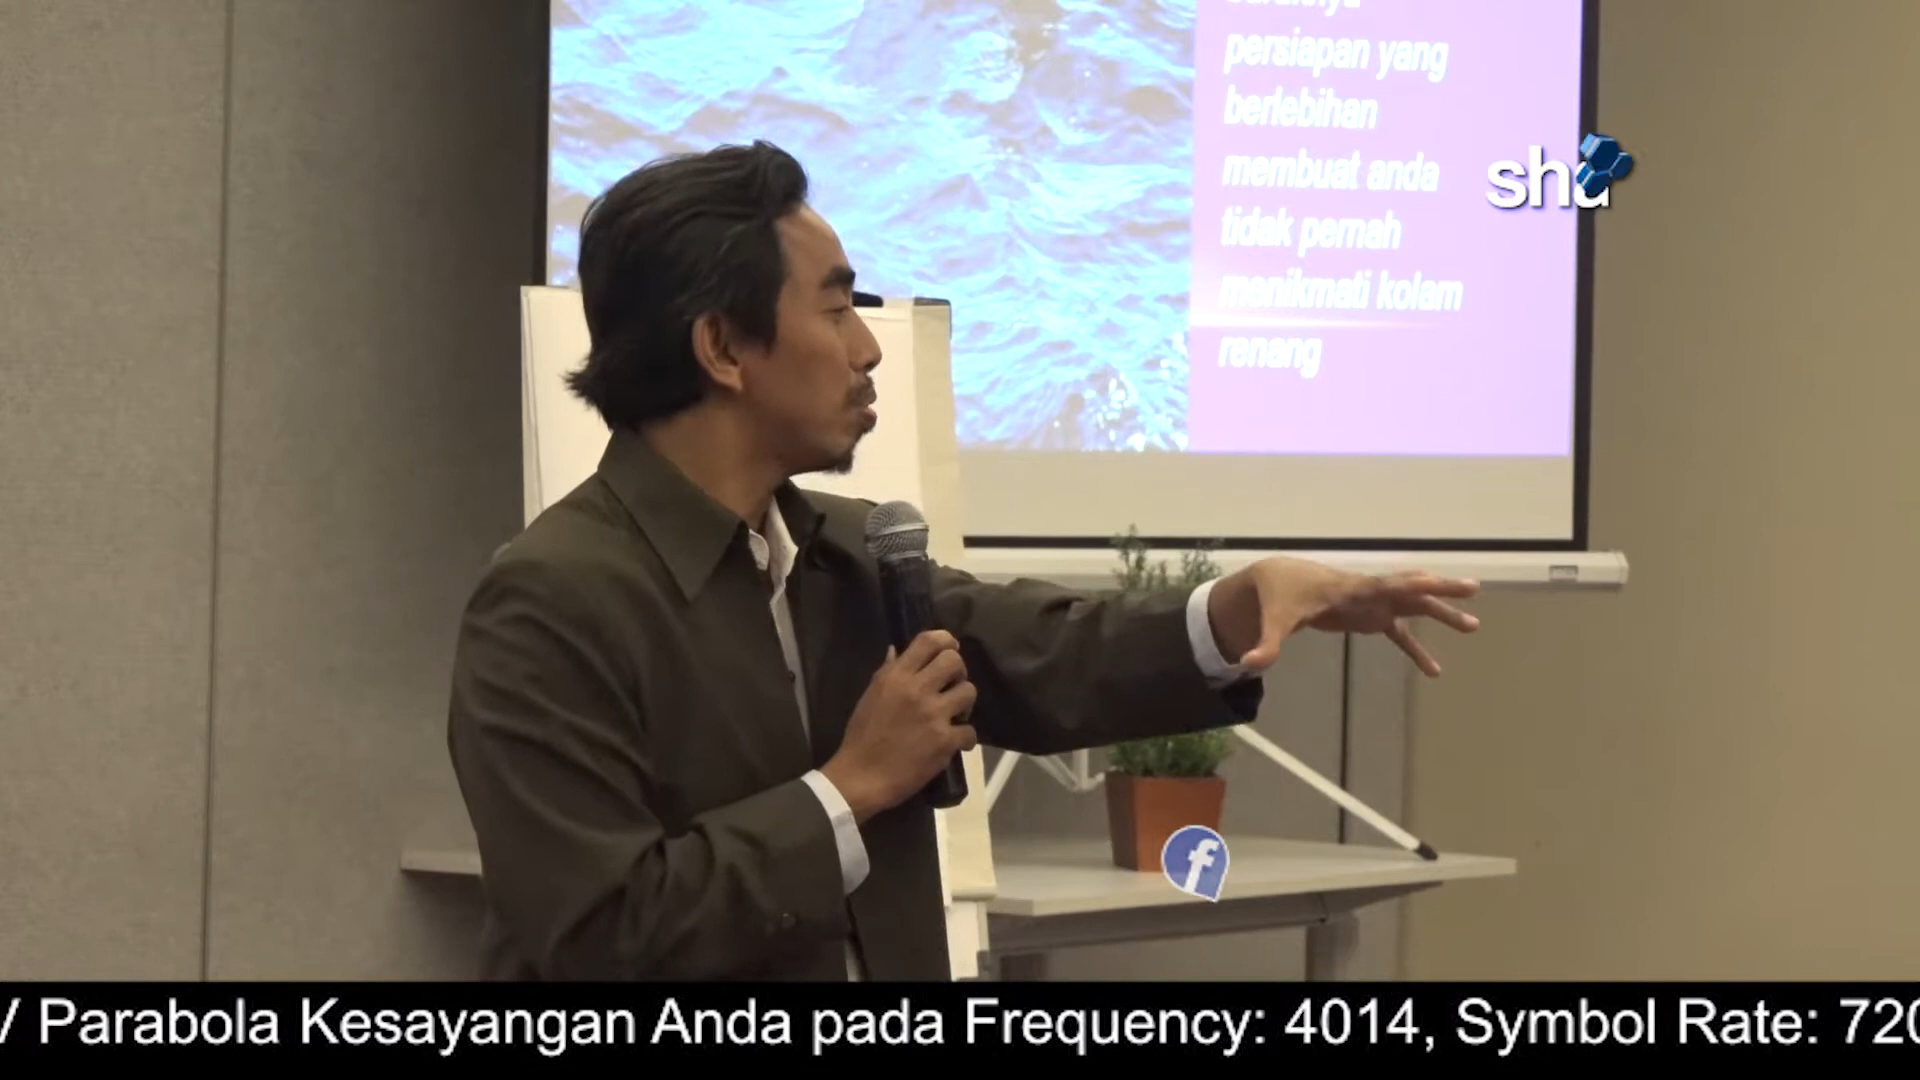 persiapan yang
berlebihan
membuat anda
tidak pernah
menikmati kolam
renang
sha
f
V Parabola Kesayangan Anda pada Frequency: 4014, Symbol Rate: 720